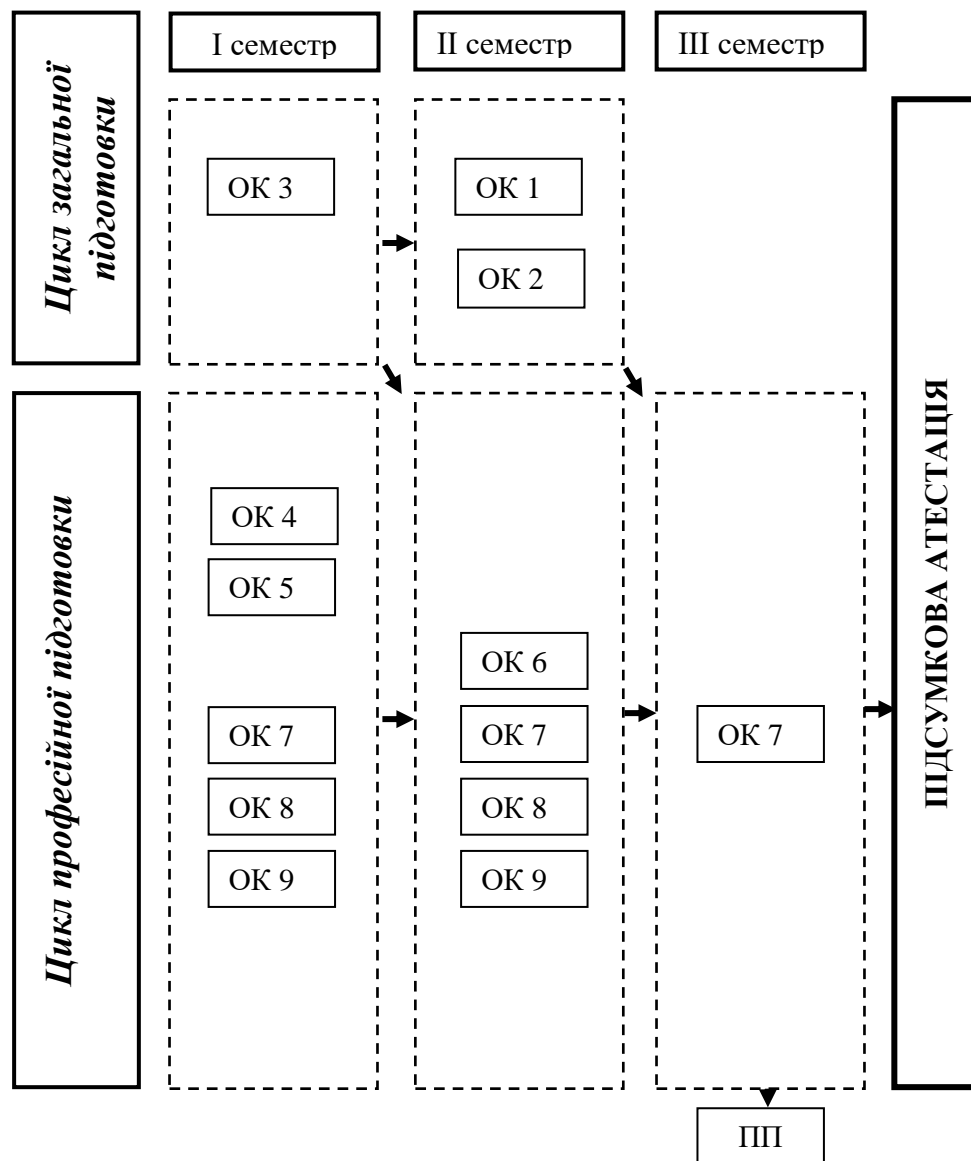 I семестр
II семестр
III семестр
Цикл загальної
підготовки
ОК 3
ОК 1
ОК 2
Цикл професійної підготовки
ОК 4
ОК 5
ОК 7
ОК 8
ОК 9
ОК 6
ОК 7
ОК 8
ОК 9
ОК 7
ПІДСУМКОВА АТЕСТАЦІЯ
ПП